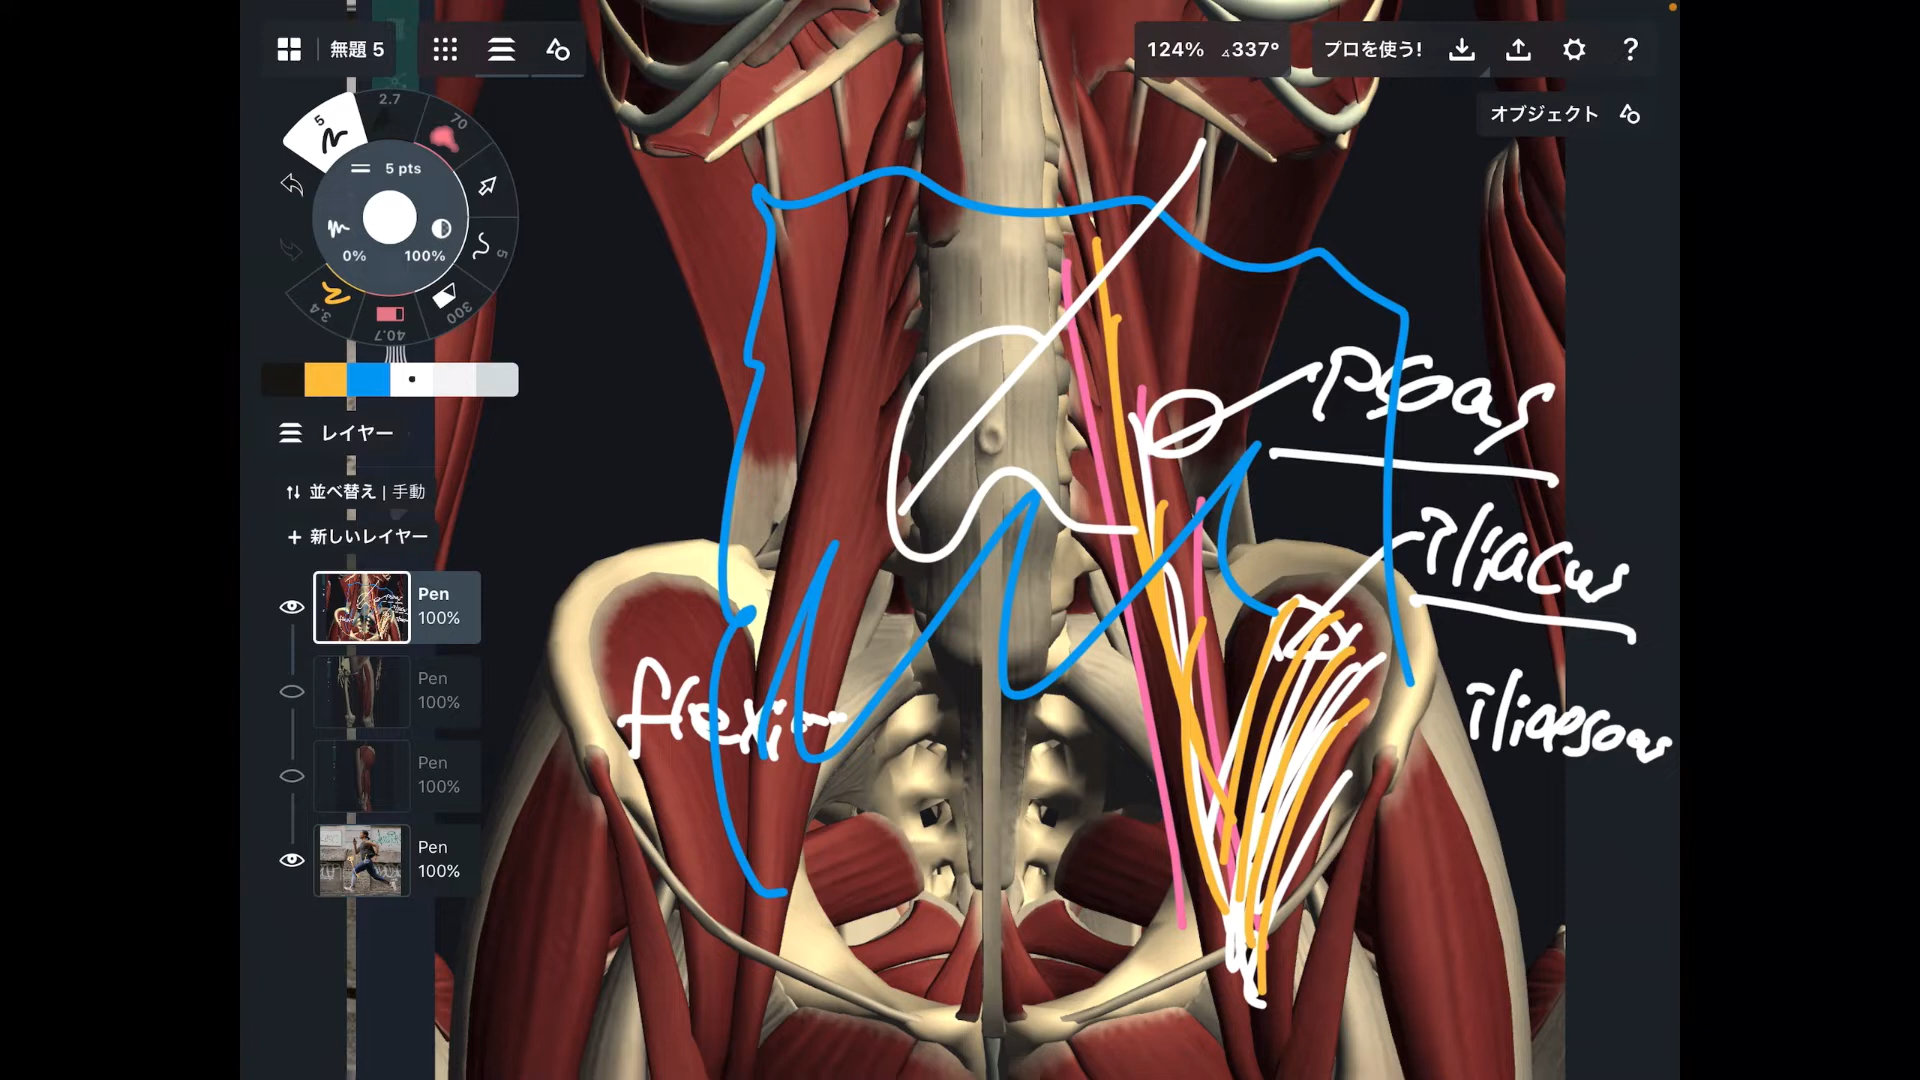 無題 5
124% ⦟337°
プロを使う!
?
オブジェクト
2.7
70
5
5 pts
0%
100%
5
300
40.7
3.4
レイヤー
並べ替え | 手動
+ 新しいレイヤー
Pen
100%
Pen
100%
Pen
100%
Pen
100%
psoas
iliacus
iliopsoas
flexion